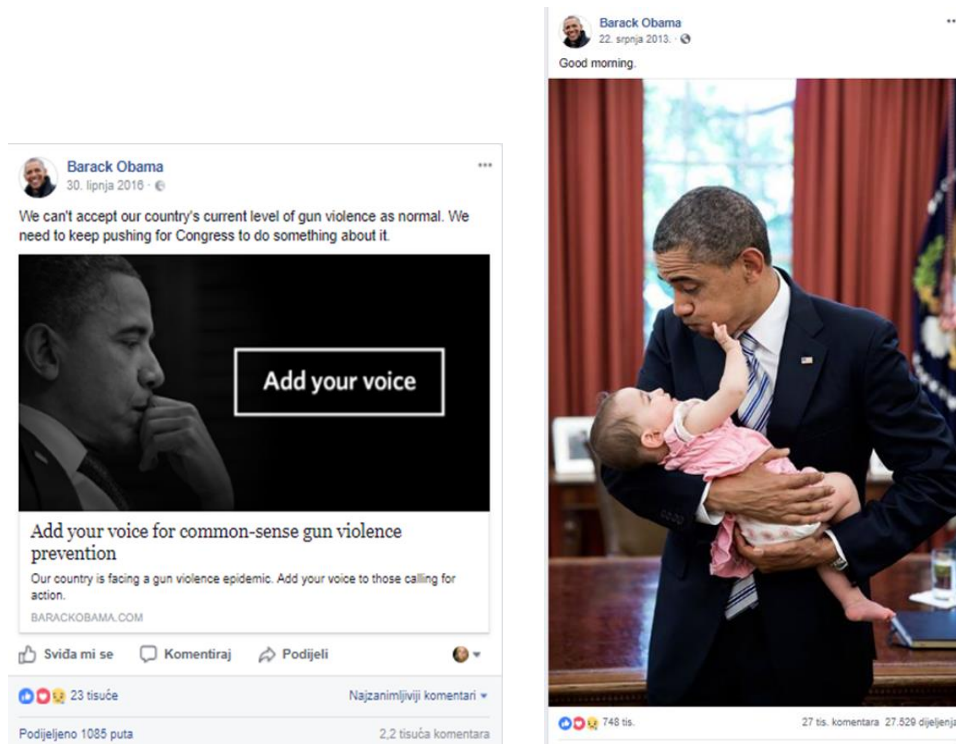 Barack Obama
30. lipnja 2016 ·
We can't accept our country's current level of gun violence as normal. We
need to keep pushing for Congress to do something about it.
Add your voice
Add your voice for common-sense gun violence
prevention
Our country is facing a gun violence epidemic. Add your voice to those calling for
action.
BARACKOBAMA.COM
Sviđa mi se Komentiraj Podijeli
23 tisuće Najzanimljiviji komentari
Podijeljeno 1085 puta 2,2 tisuća komentara
Barack Obama
22. srpnja 2013. ·
Good morning.
748 tis. 27 tis. komentara 27.529 dijeljenja